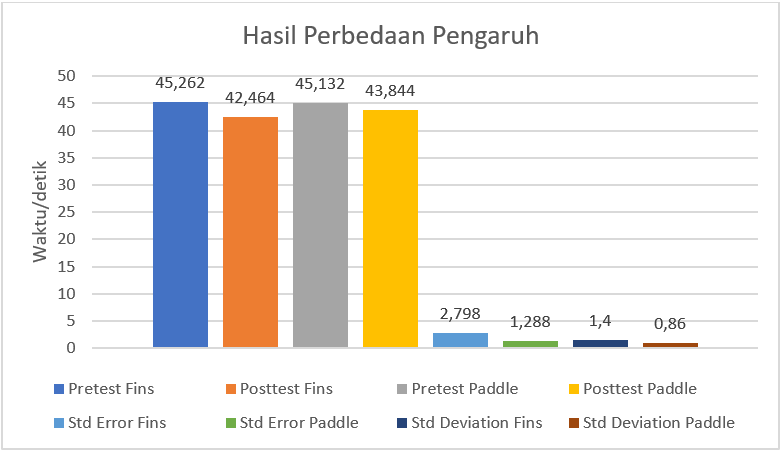 Hasil Perbedaan Pengaruh
50
45
40
35
30
25
20
15
10
5
0
Waktu/detik
45,262
42,464
45,132
43,844
2,798
1,288
1,4
0,86
Pretest Fins
Posttest Fins
Pretest Paddle
Posttest Paddle
Std Error Fins
Std Error Paddle
Std Deviation Fins
Std Deviation Paddle